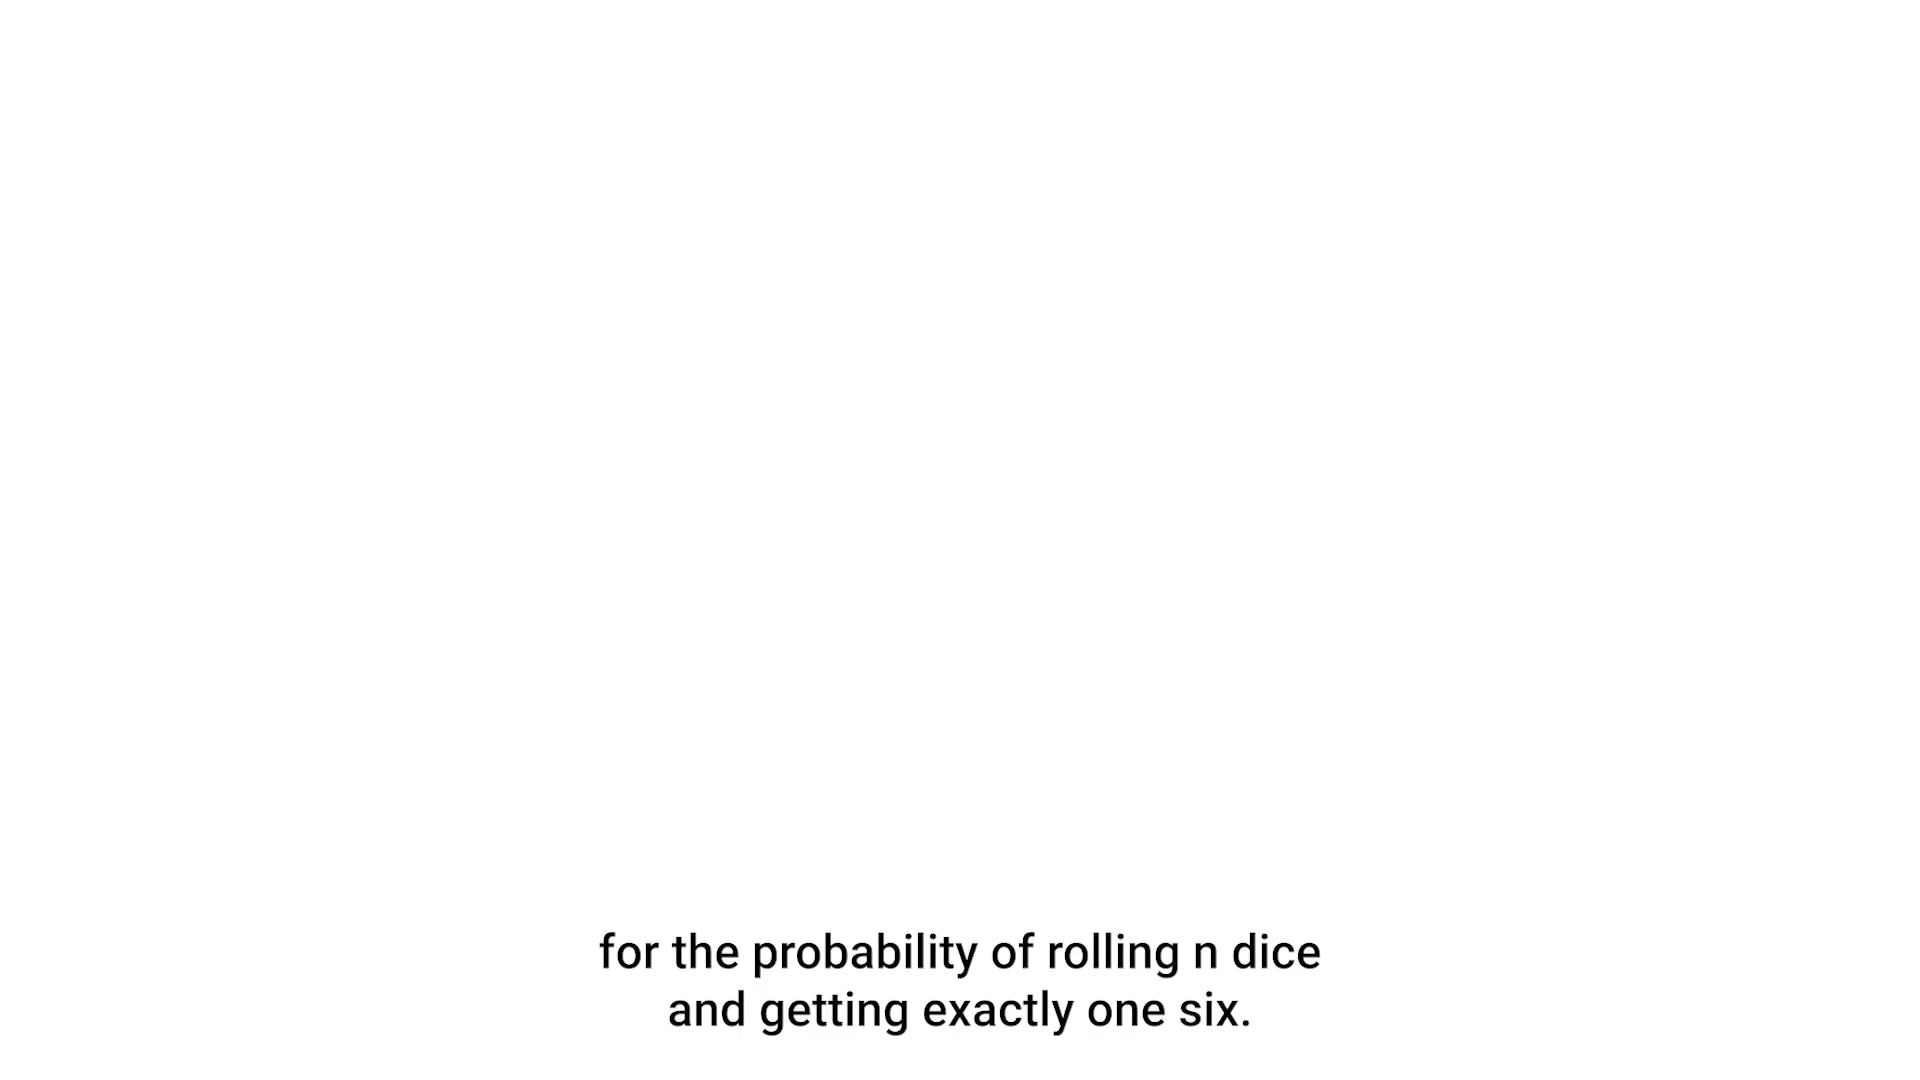 for the probability of rolling n dice
and getting exactly one six.